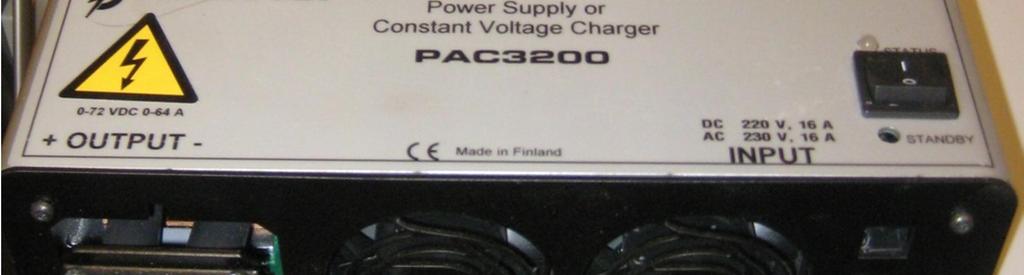 Power Supply or
Constant Voltage Charger
PAC3200
STATUS
0-72 VDC 0-64 A
+ OUTPUT -
DC 220 V, 16 A
AC 230 V, 16 A
INPUT
STANDBY
CE Made in Finland